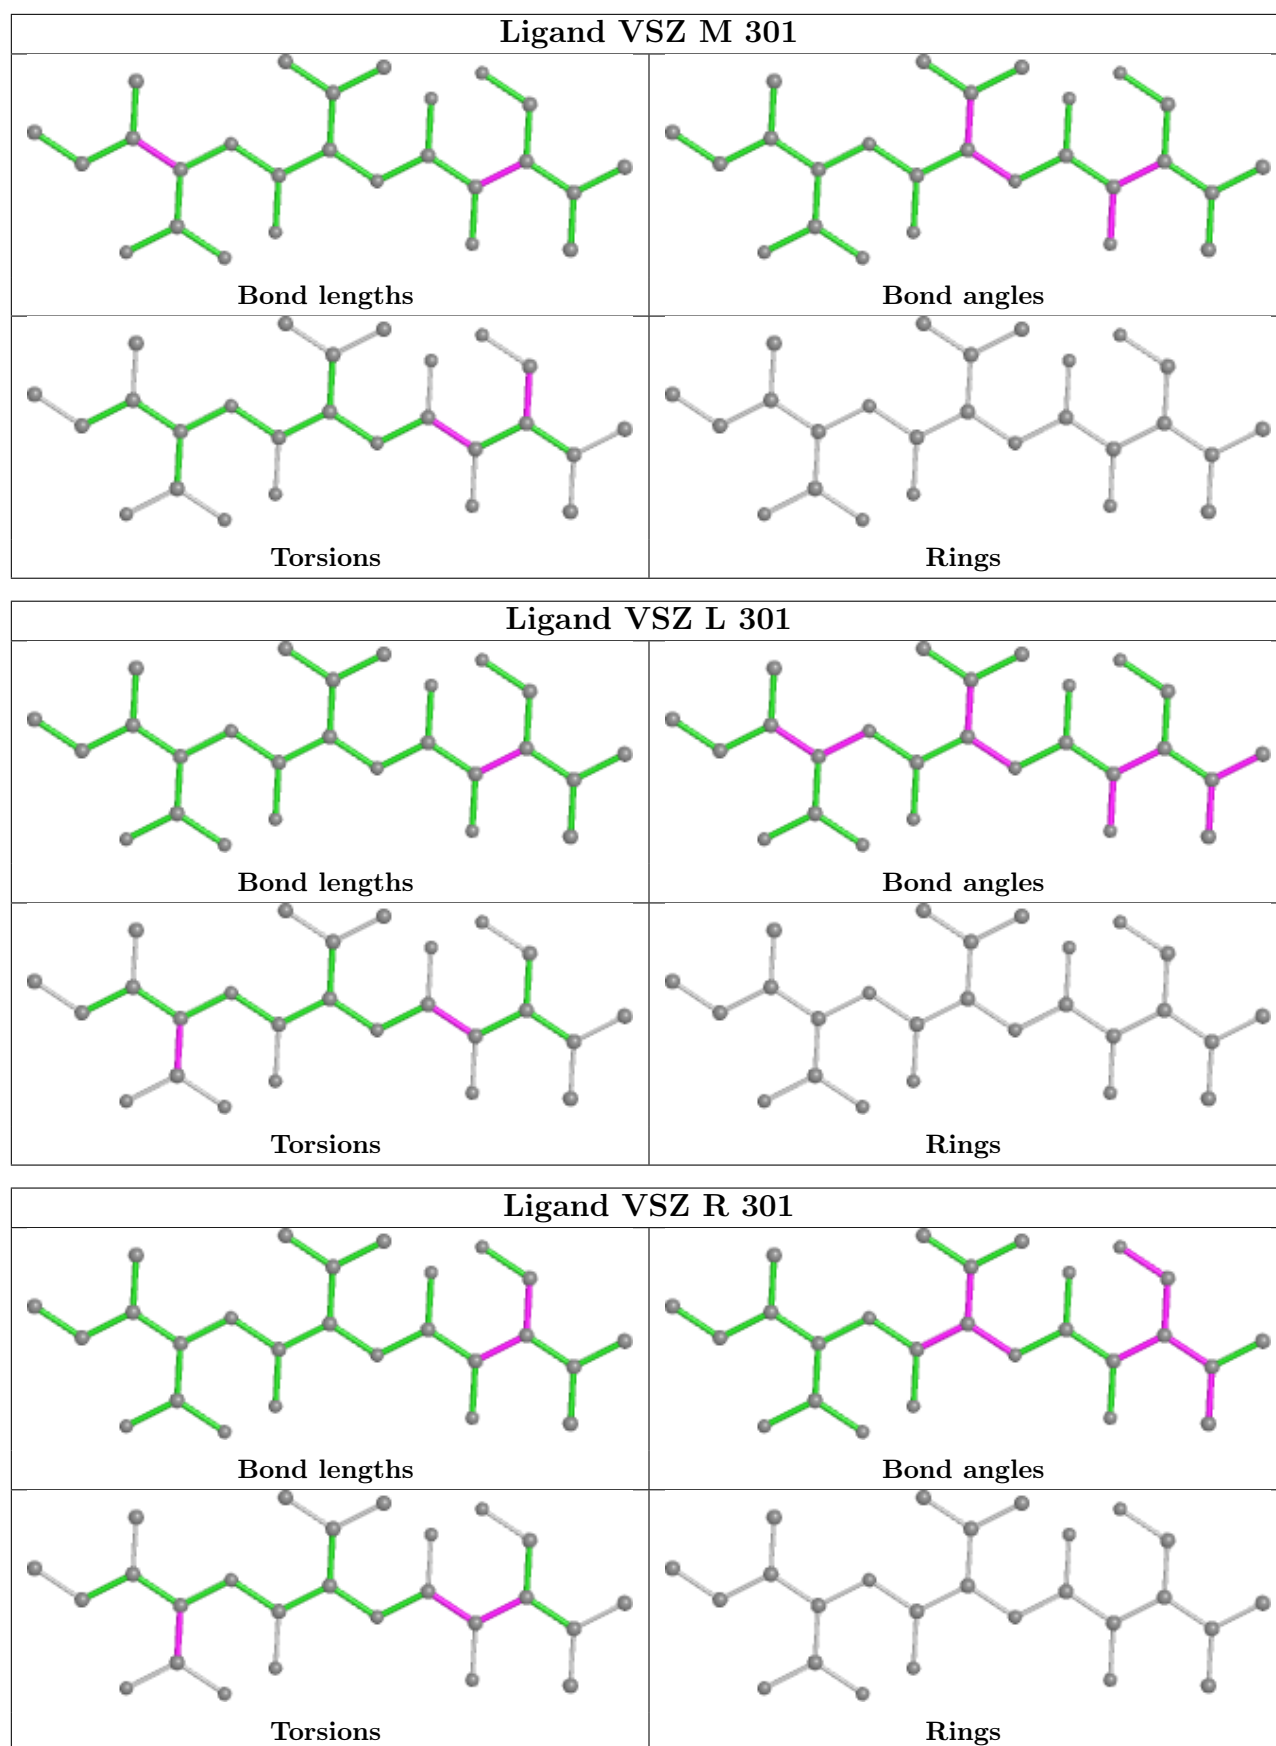 Ligand VSZ M 301
Bond lengths
Bond angles
Torsions
Rings
Ligand VSZ L 301
Bond lengths
Bond angles
Torsions
Rings
Ligand VSZ R 301
Bond lengths
Bond angles
Torsions
Rings